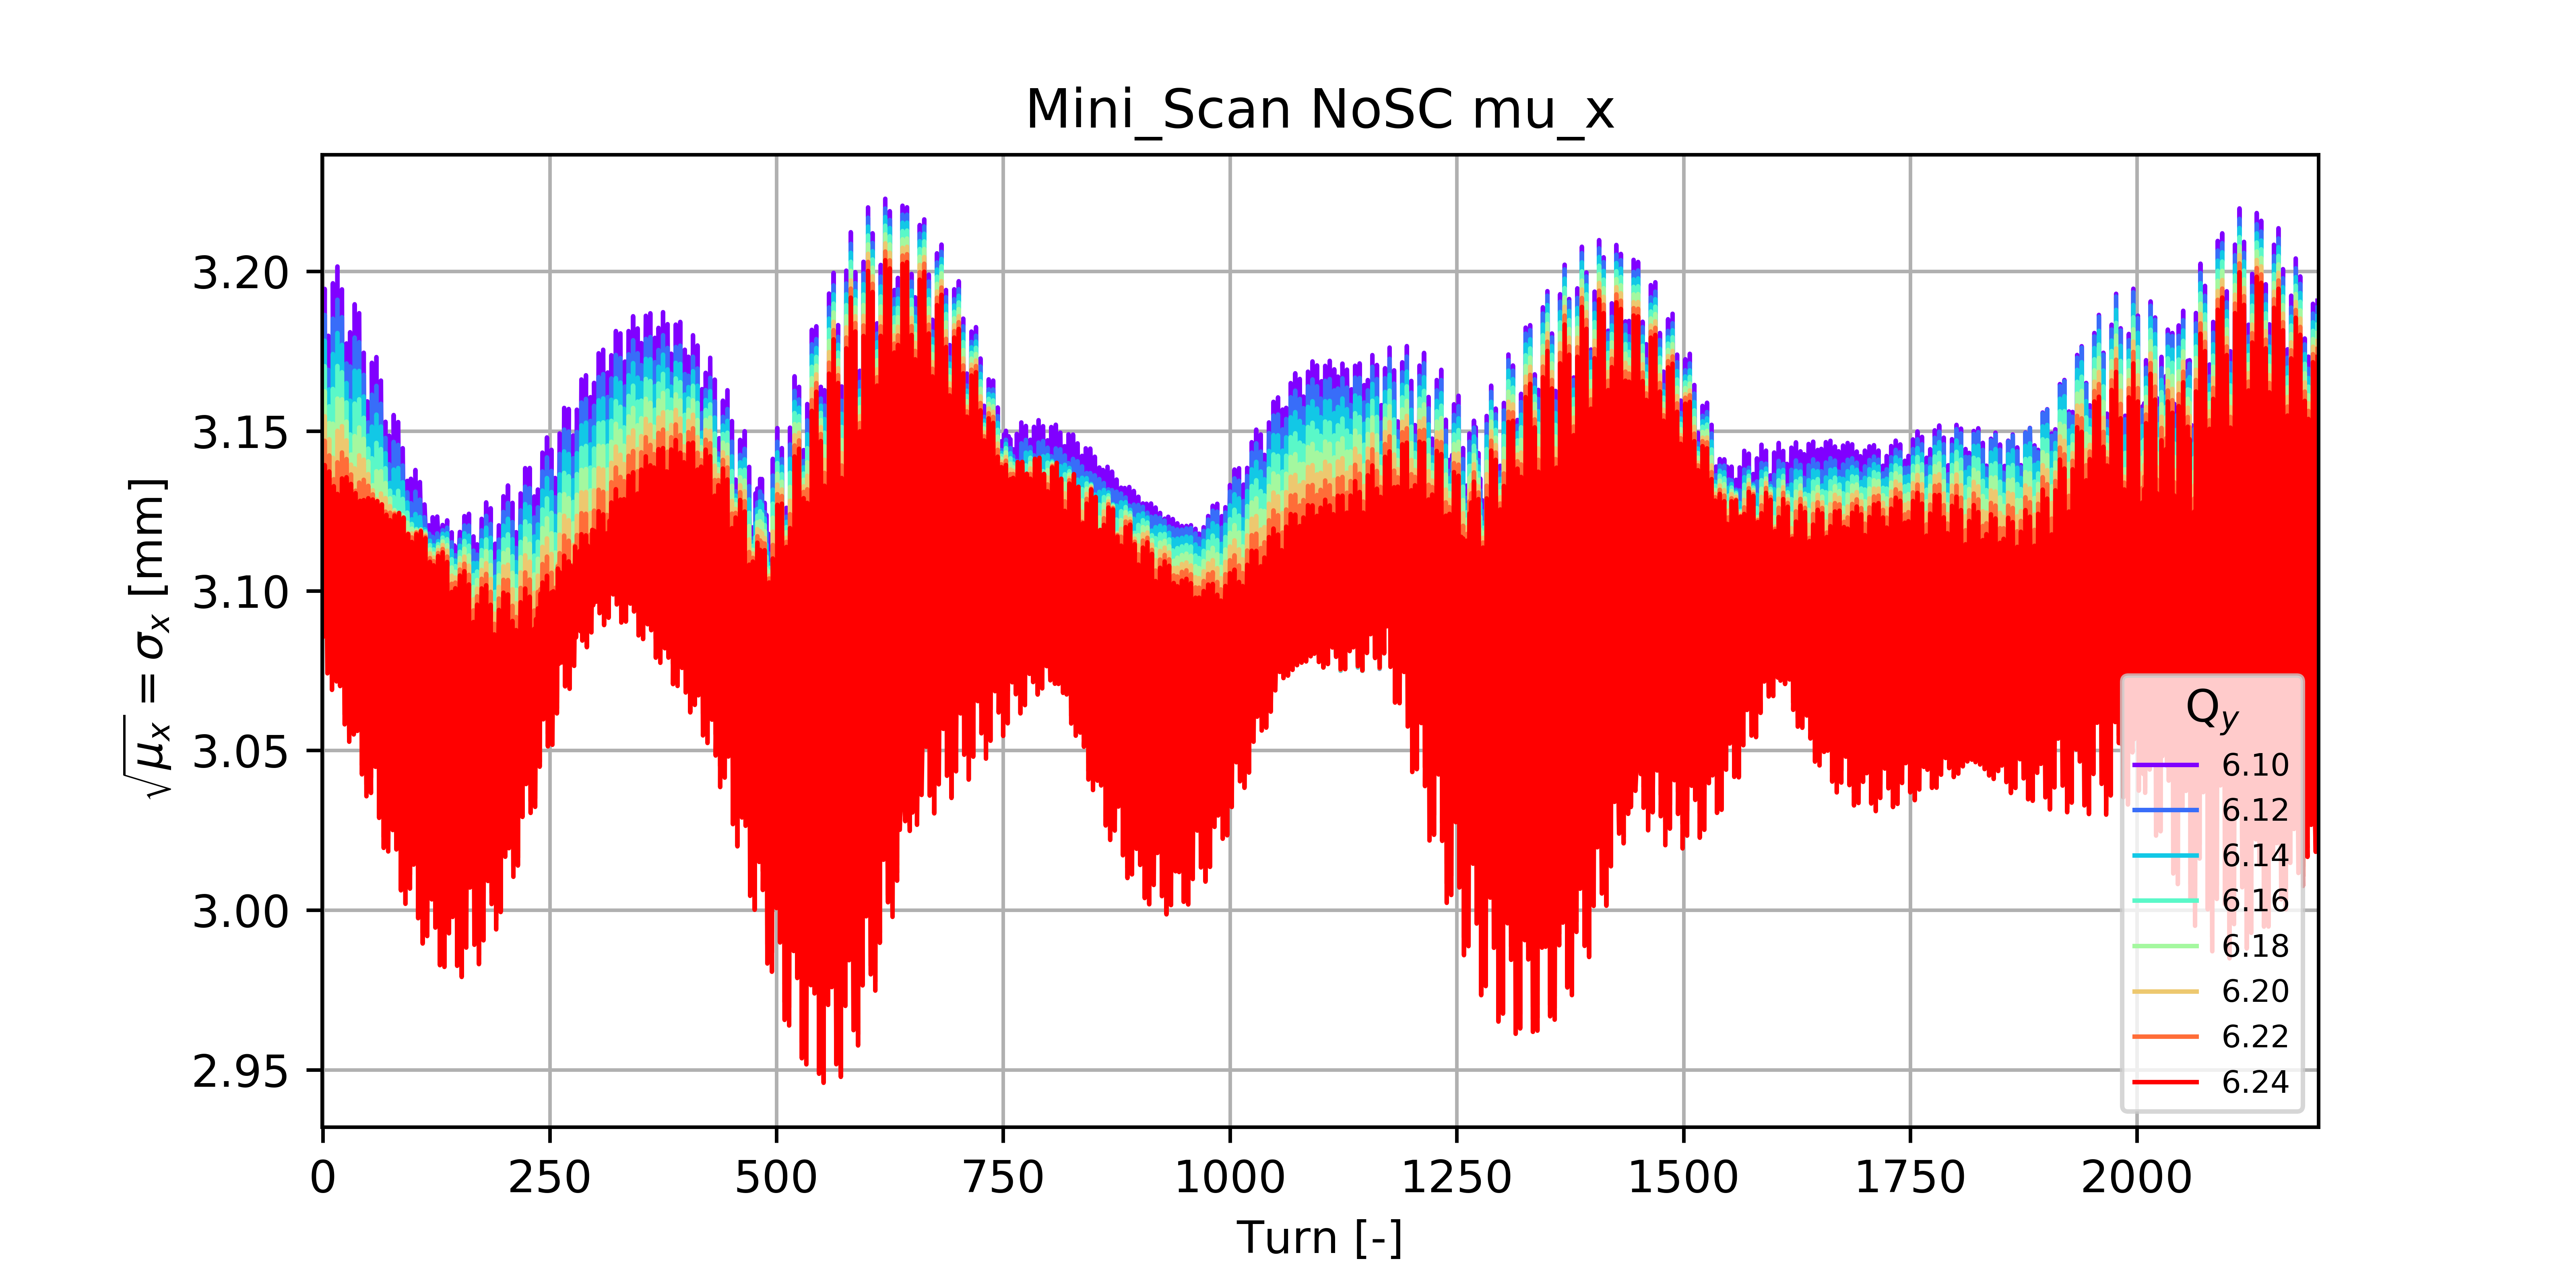 Mini_Scan NoSC mu_x
√μₓ = σₓ [mm]
3.20
3.15
3.10
3.05
3.00
2.95
Q_y
6.10
6.12
6.14
6.16
6.18
6.20
6.22
6.24
0 250 500 750 1000 1250 1500 1750 2000
Turn [-]